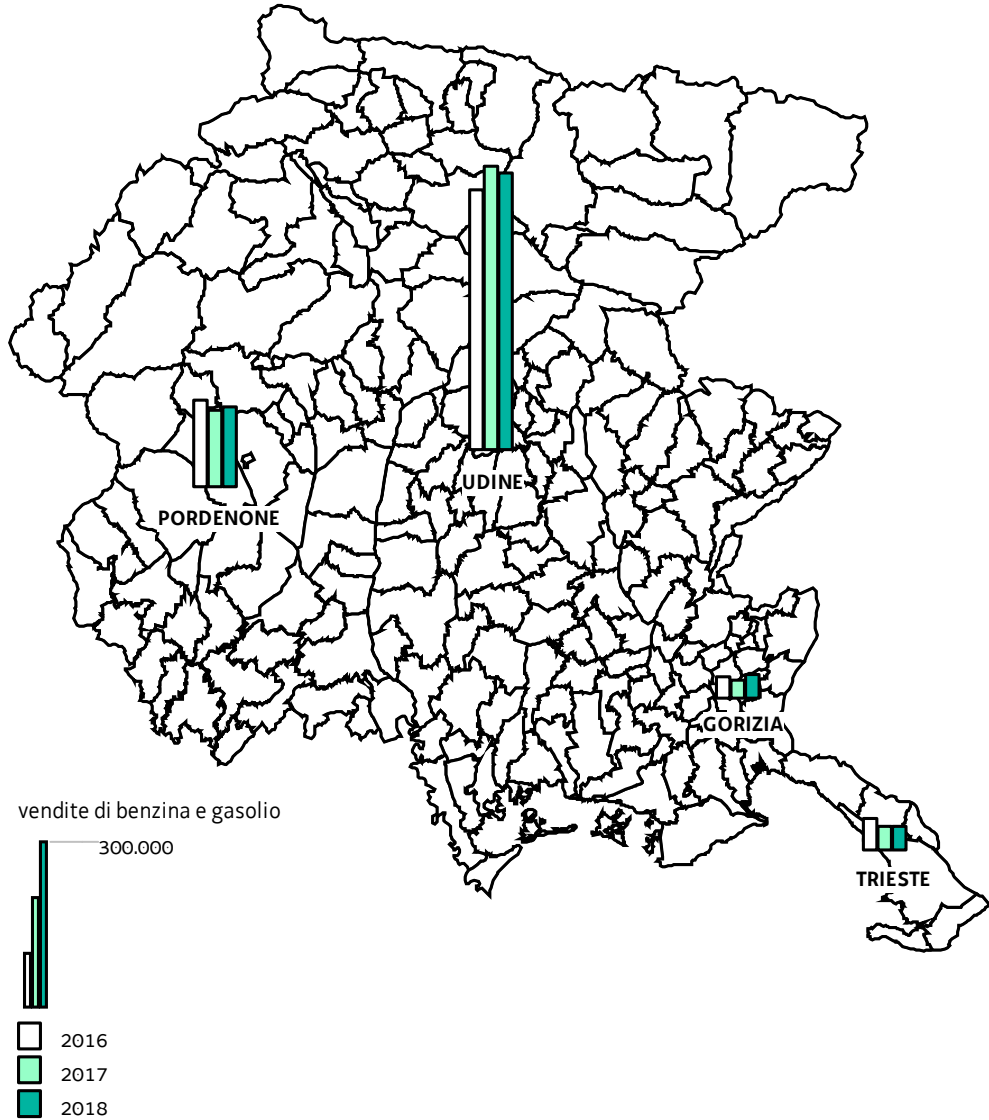 UDINE
PORDENONE
GORIZIA
TRIESTE
vendite di benzina e gasolio
300.000
2016
2017
2018